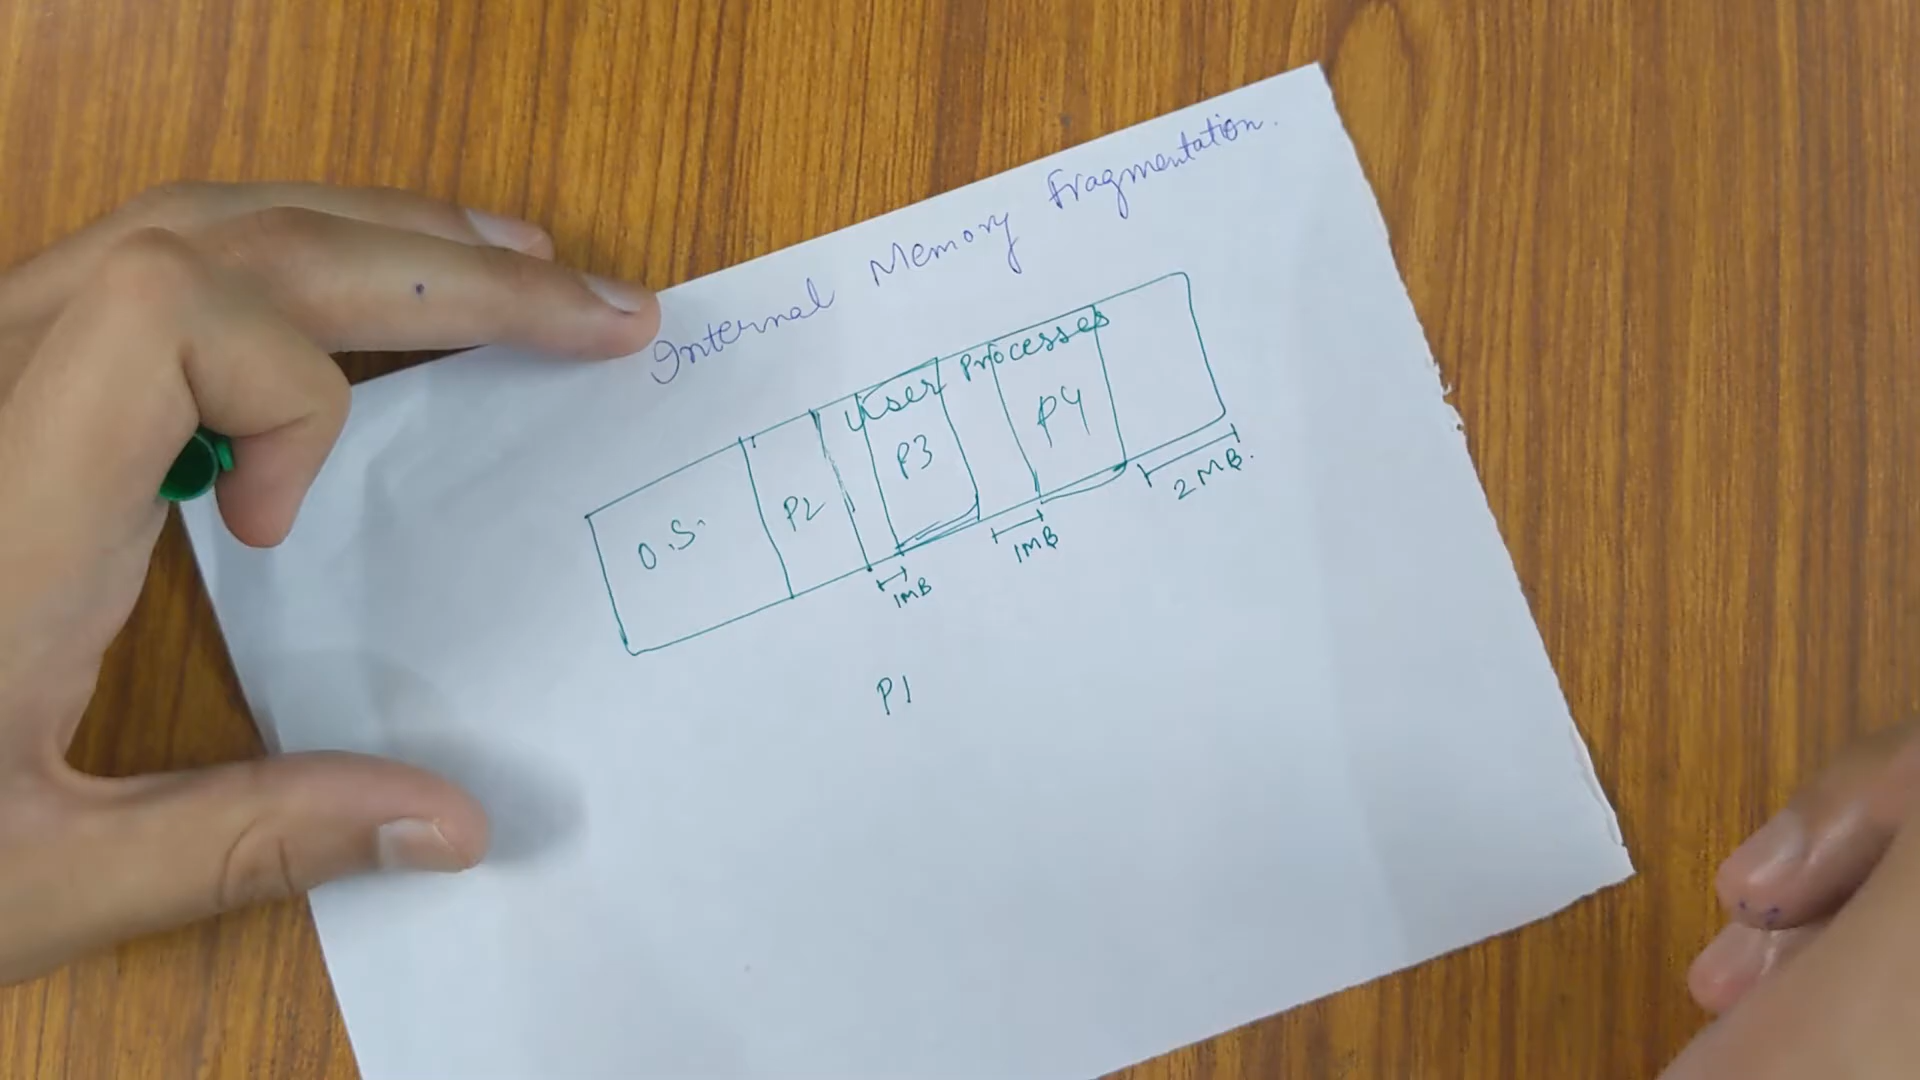 Internal Memory Fragmentation.
User Processes
O.S. P2 P3 P4
1MB 1MB 2MB.
P1